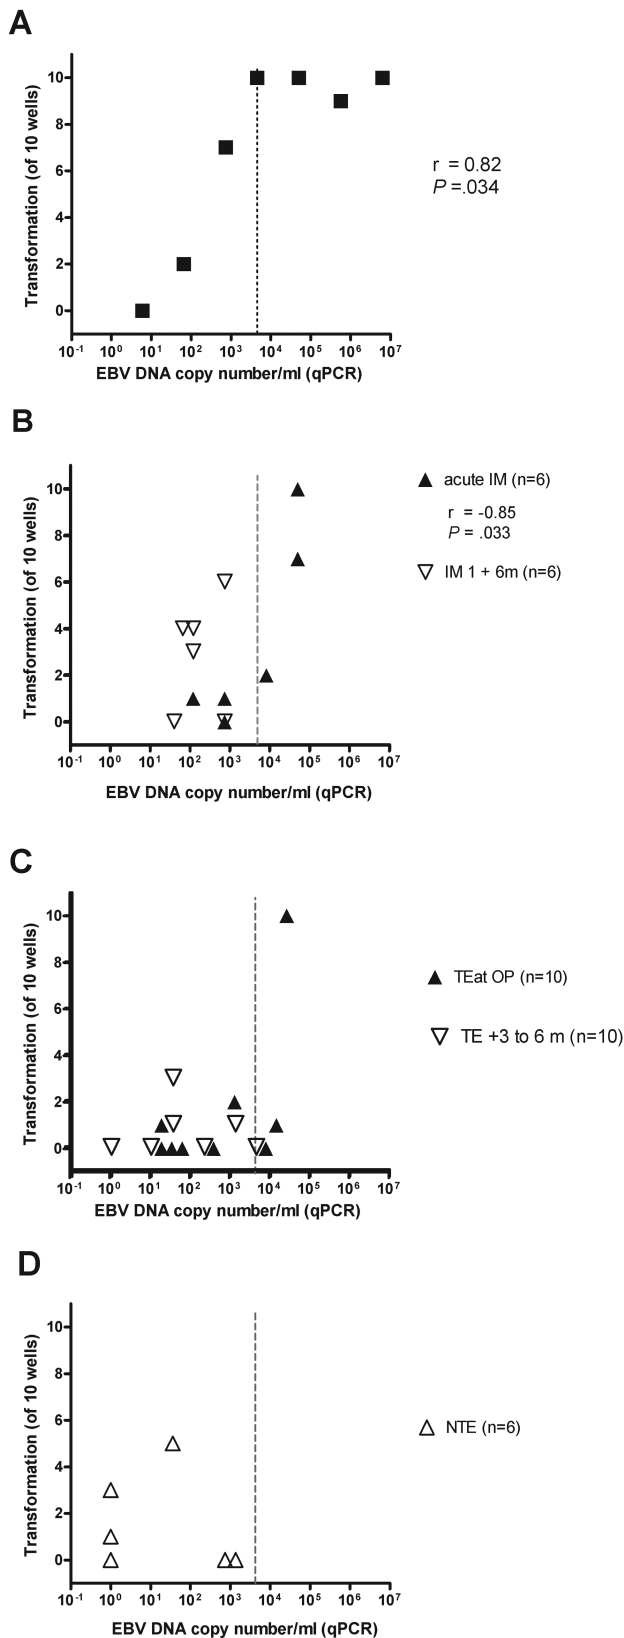 A
Transformation (of 10 wells)
10
8
6
4
2
0
r = 0.82
P =.034
10-1 100 101 102 103 104 105 106 107
EBV DNA copy number/ml (qPCR)
B
Transformation (of 10 wells)
10
8
6
4
2
0
acute IM (n=6)
r = -0.85
P = .033
IM 1 + 6m (n=6)
10-1 100 101 102 103 104 105 106 107
EBV DNA copy number/ml (qPCR)
C
Transformation (of 10 wells)
10
8
6
4
2
0
TEat OP (n=10)
TE +3 to 6 m (n=10)
10-1 100 101 102 103 104 105 106 107
EBV DNA copy number/ml (qPCR)
D
Transformation (of 10 wells)
10
8
6
4
2
0
NTE (n=6)
10-1 100 101 102 103 104 105 106 107
EBV DNA copy number/ml (qPCR)